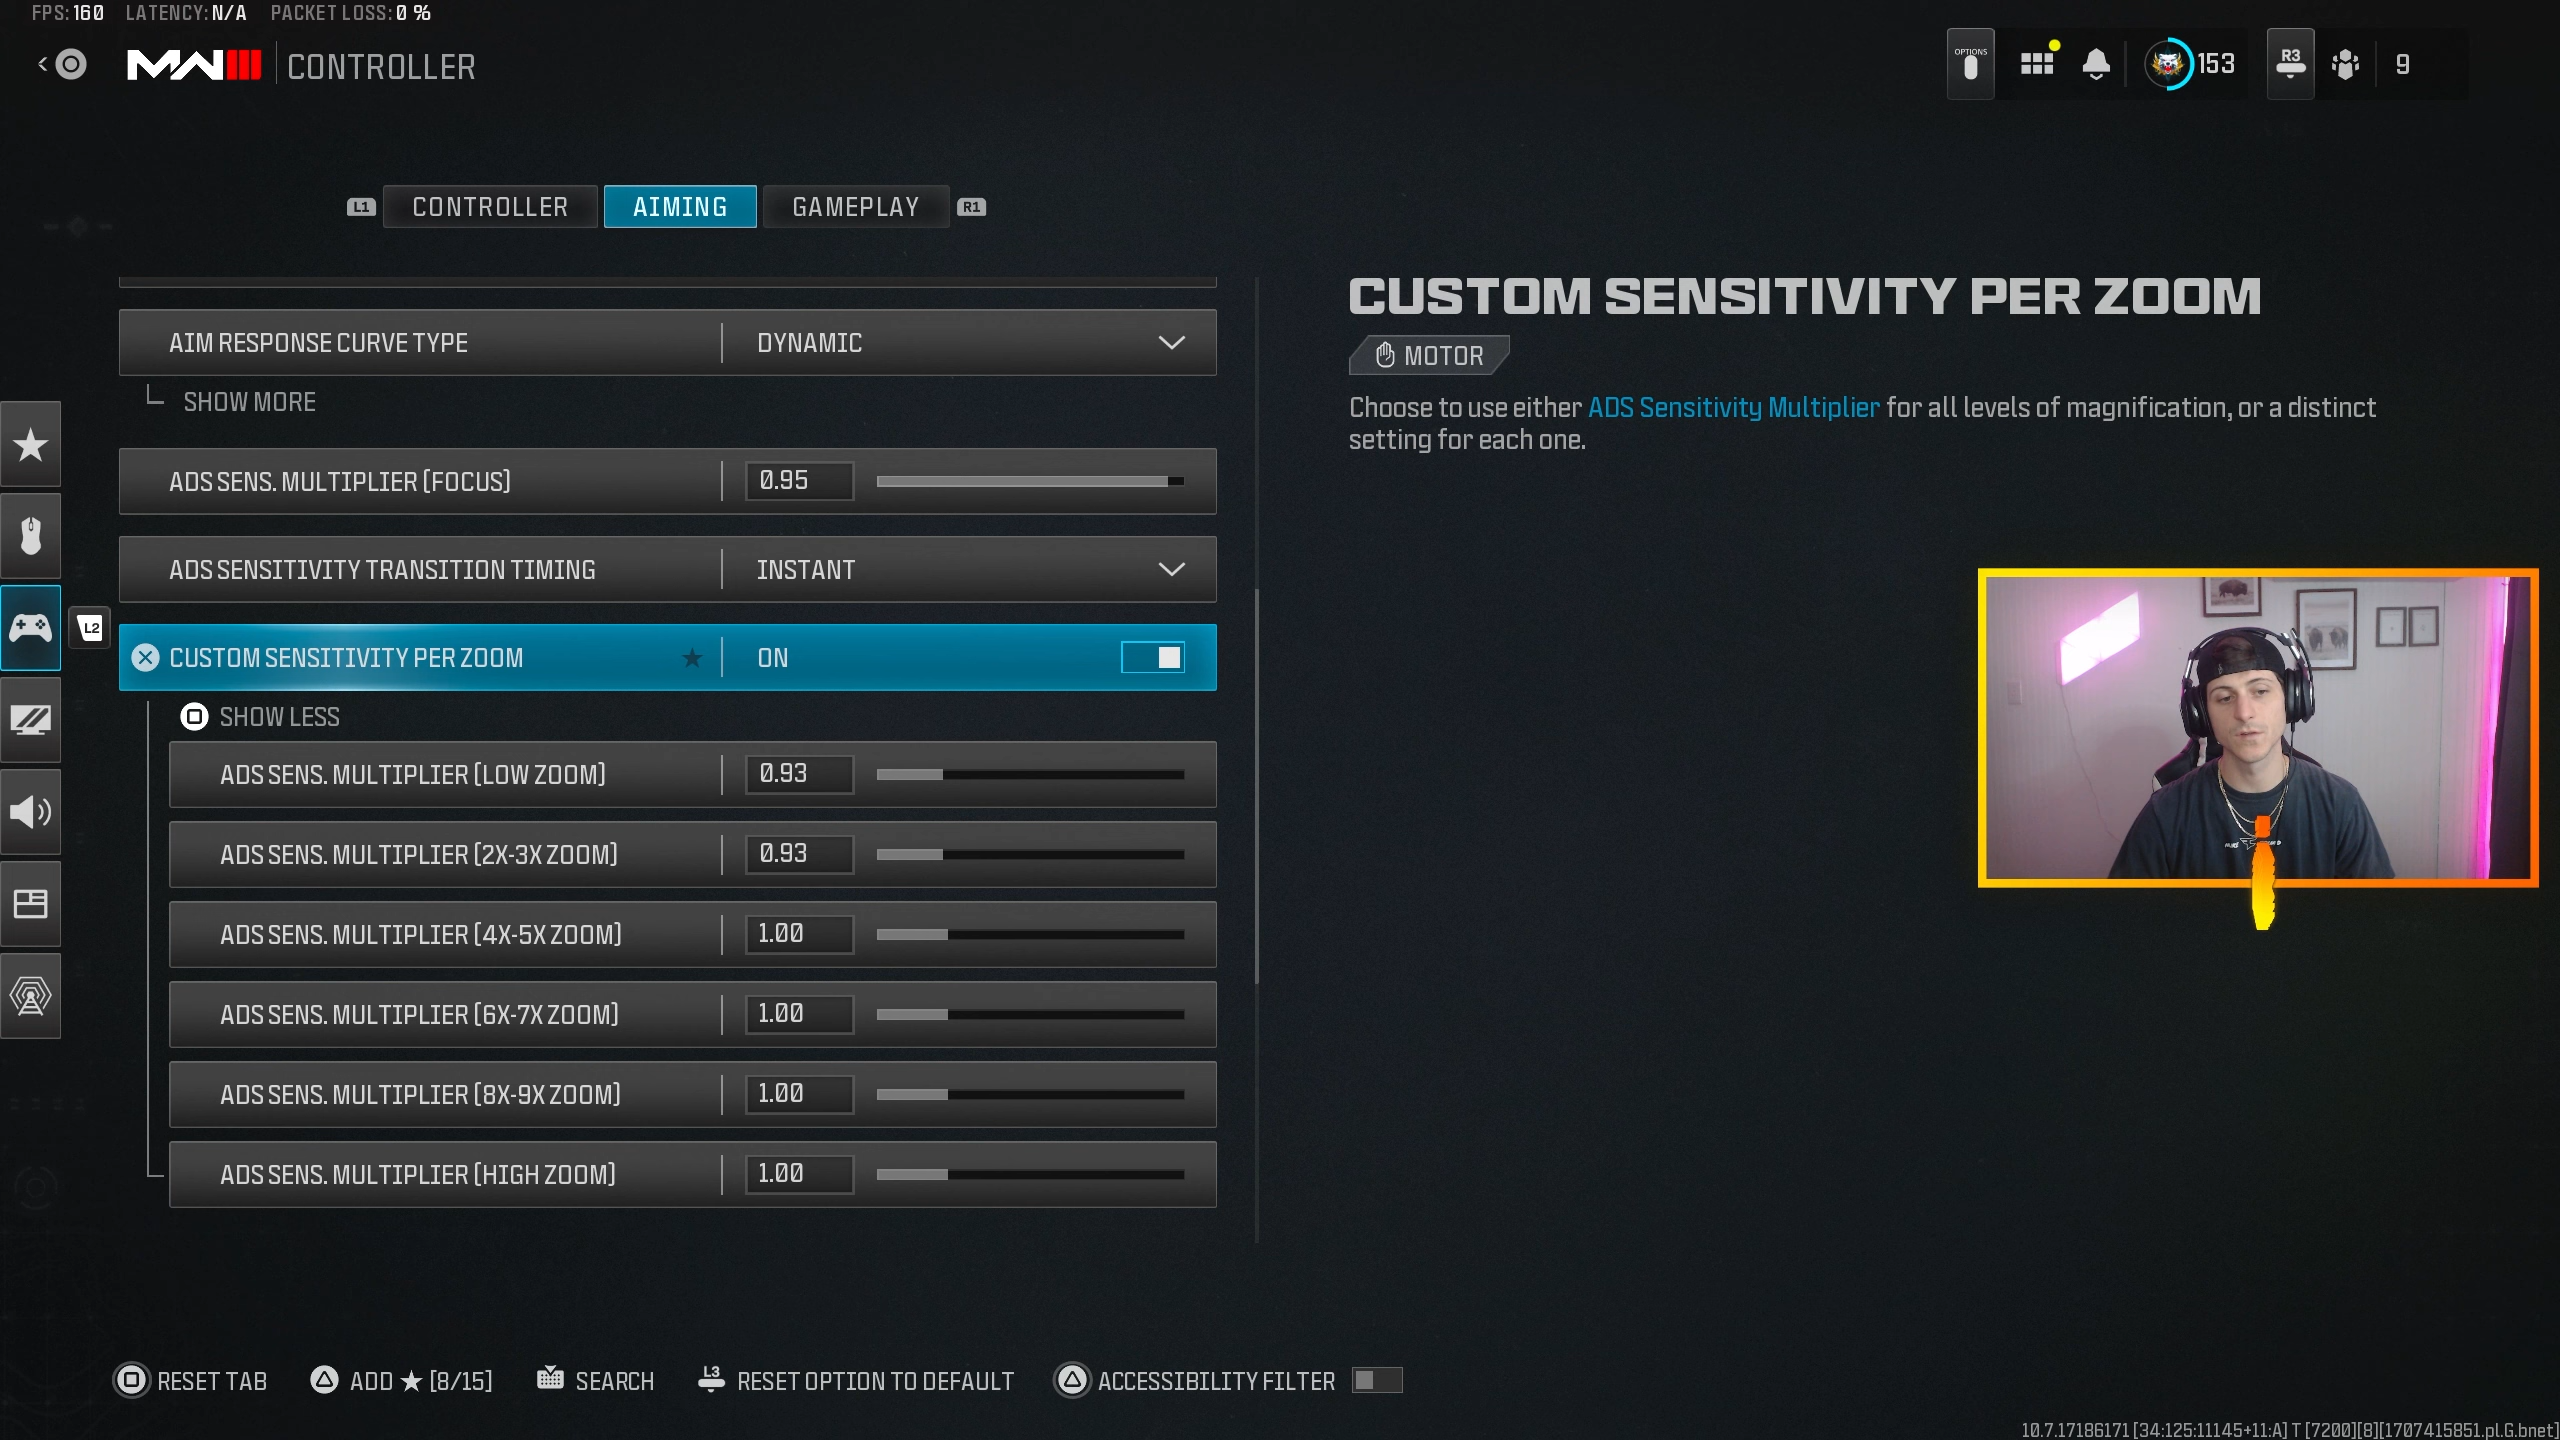 FPS: 160 LATENCY: N/A PACKET LOSS: 0 %
MWIII CONTROLLER
OPTIONS 153 R3 9
L1 CONTROLLER AIMING GAMEPLAY R1
AIM RESPONSE CURVE TYPE DYNAMIC
SHOW MORE
ADS SENS. MULTIPLIER (FOCUS) 0.95
ADS SENSITIVITY TRANSITION TIMING INSTANT
L2
CUSTOM SENSITIVITY PER ZOOM ON
SHOW LESS
ADS SENS. MULTIPLIER (LOW ZOOM) 0.93
ADS SENS. MULTIPLIER (2X-3X ZOOM) 0.93
ADS SENS. MULTIPLIER (4X-5X ZOOM) 1.00
ADS SENS. MULTIPLIER (6X-7X ZOOM) 1.00
ADS SENS. MULTIPLIER (8X-9X ZOOM) 1.00
ADS SENS. MULTIPLIER (HIGH ZOOM) 1.00
CUSTOM SENSITIVITY PER ZOOM
MOTOR
Choose to use either ADS Sensitivity Multiplier for all levels of magnification, or a distinct
setting for each one.
RESET TAB ADD ★ [8/15] SEARCH L3 RESET OPTION TO DEFAULT ACCESSIBILITY FILTER
10.7.17186171 [34:125:11145+11:A] T [7200][8][1707415851.pl.G.bnet]